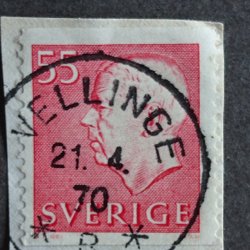 55
VELLINGE
21. 4.
70
SVERIGE
* B *